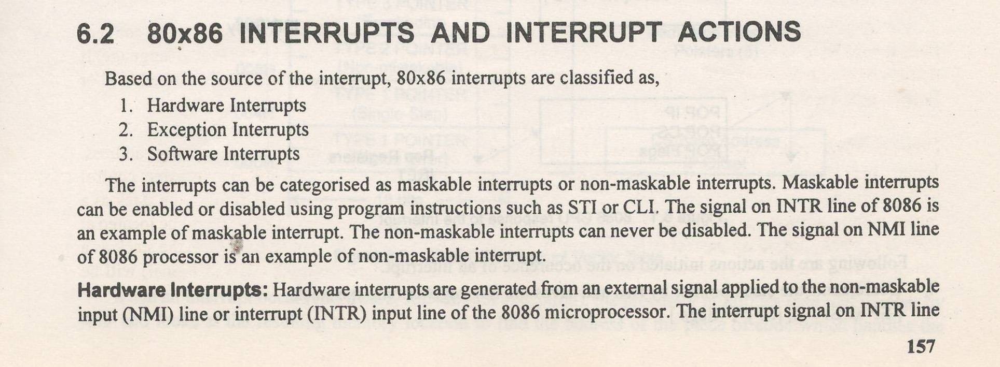 6.2 80x86 INTERRUPTS AND INTERRUPT ACTIONS
Based on the source of the interrupt, 80x86 interrupts are classified as,
1. Hardware Interrupts
2. Exception Interrupts
3. Software Interrupts
The interrupts can be categorised as maskable interrupts or non-maskable interrupts. Maskable interrupts
can be enabled or disabled using program instructions such as STI or CLI. The signal on INTR line of 8086 is
an example of maskable interrupt. The non-maskable interrupts can never be disabled. The signal on NMI line
of 8086 processor is an example of non-maskable interrupt.
Hardware Interrupts: Hardware interrupts are generated from an external signal applied to the non-maskable
input (NMI) line or interrupt (INTR) input line of the 8086 microprocessor. The interrupt signal on INTR line
157